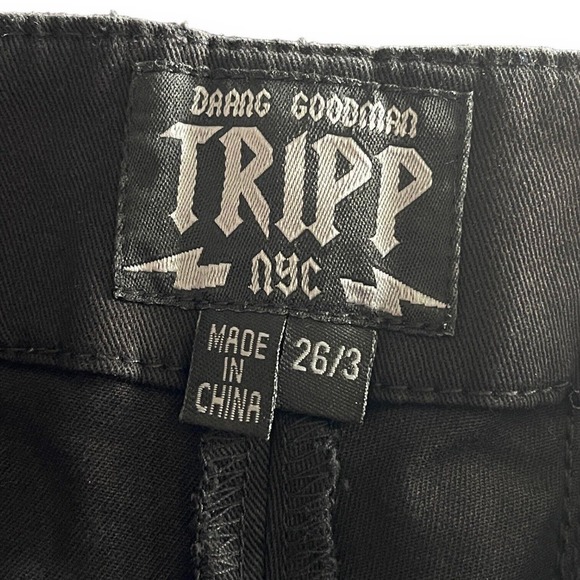 DAANG GOODMAN
TRIPP
NYC
MADE
IN
CHINA
26/3